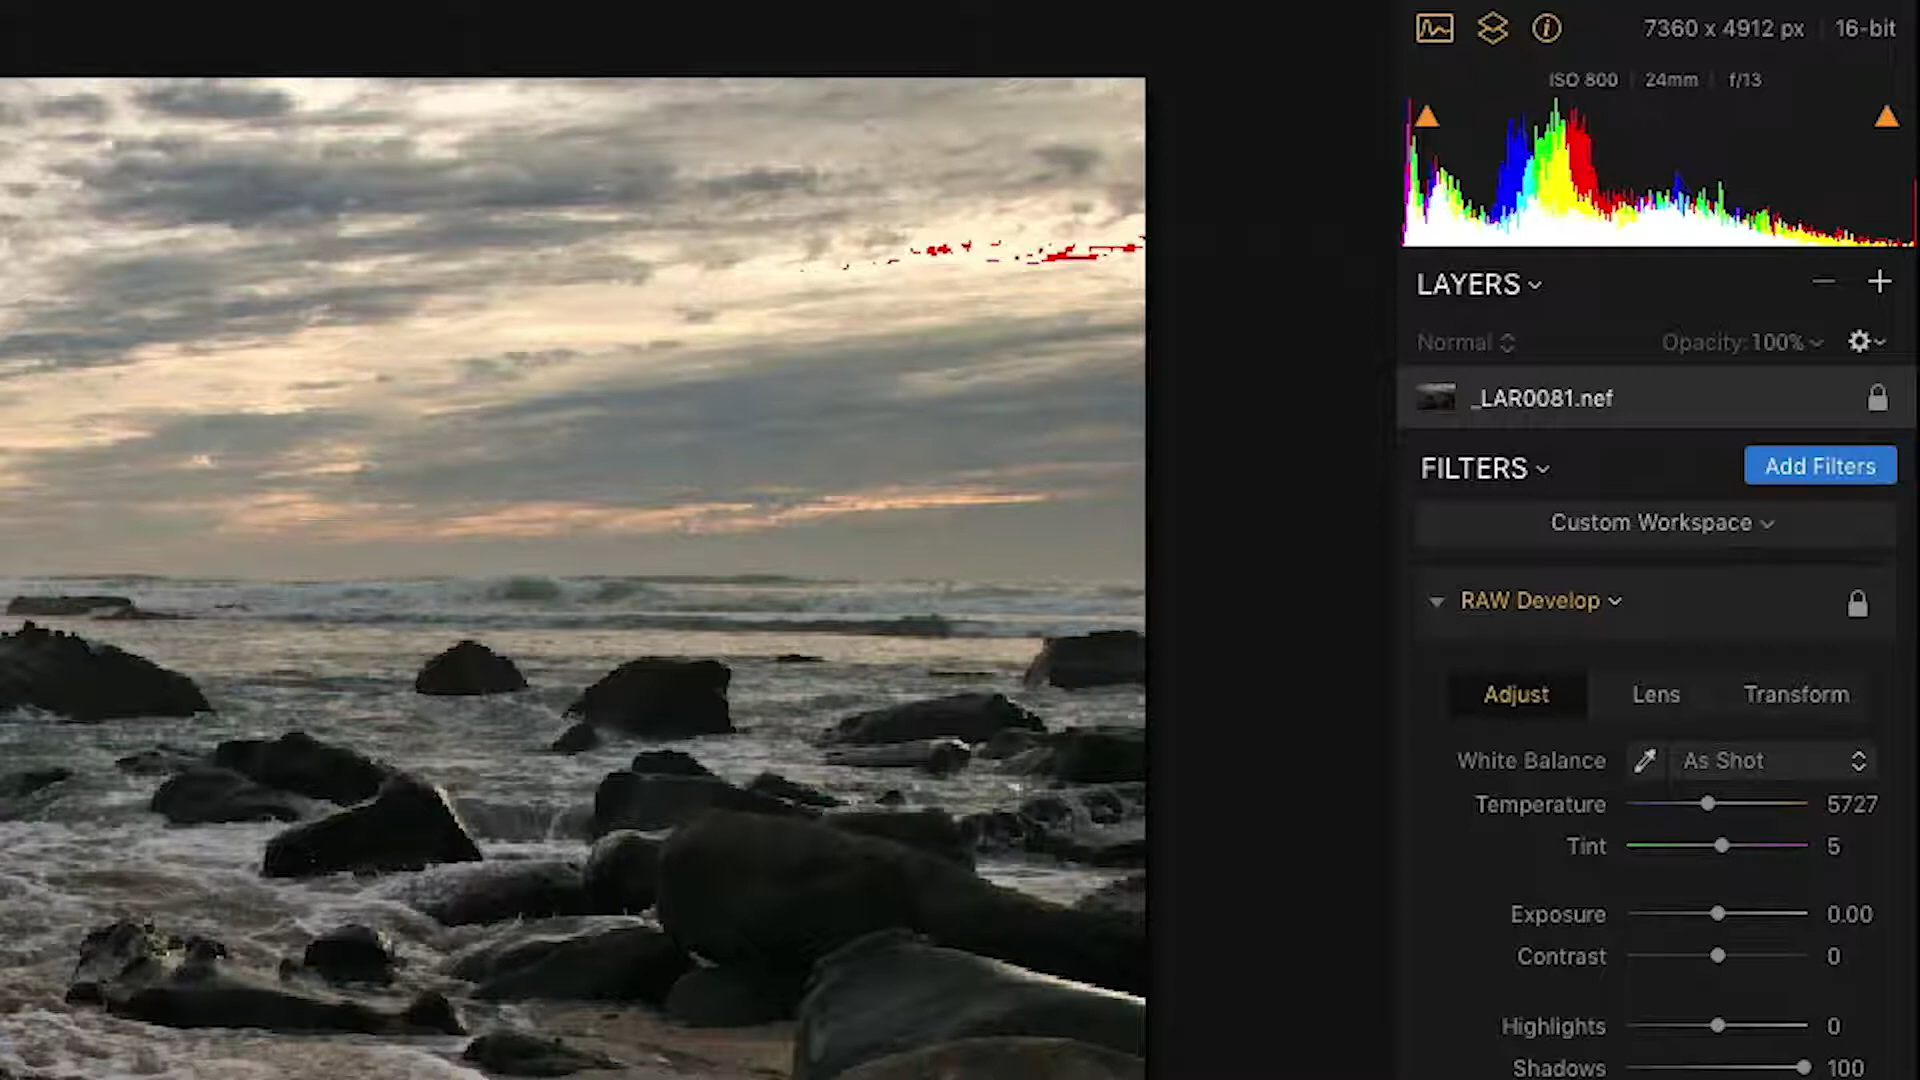 7360 x 4912 px 16-bit
ISO 800 24mm f/13
LAYERS
Normal Opacity: 100%
_LAR0081.nef
FILTERS Add Filters
Custom Workspace
RAW Develop
Adjust Lens Transform
White Balance As Shot
Temperature 5727
Tint 5
Exposure 0.00
Contrast 0
Highlights 0
Shadows 100